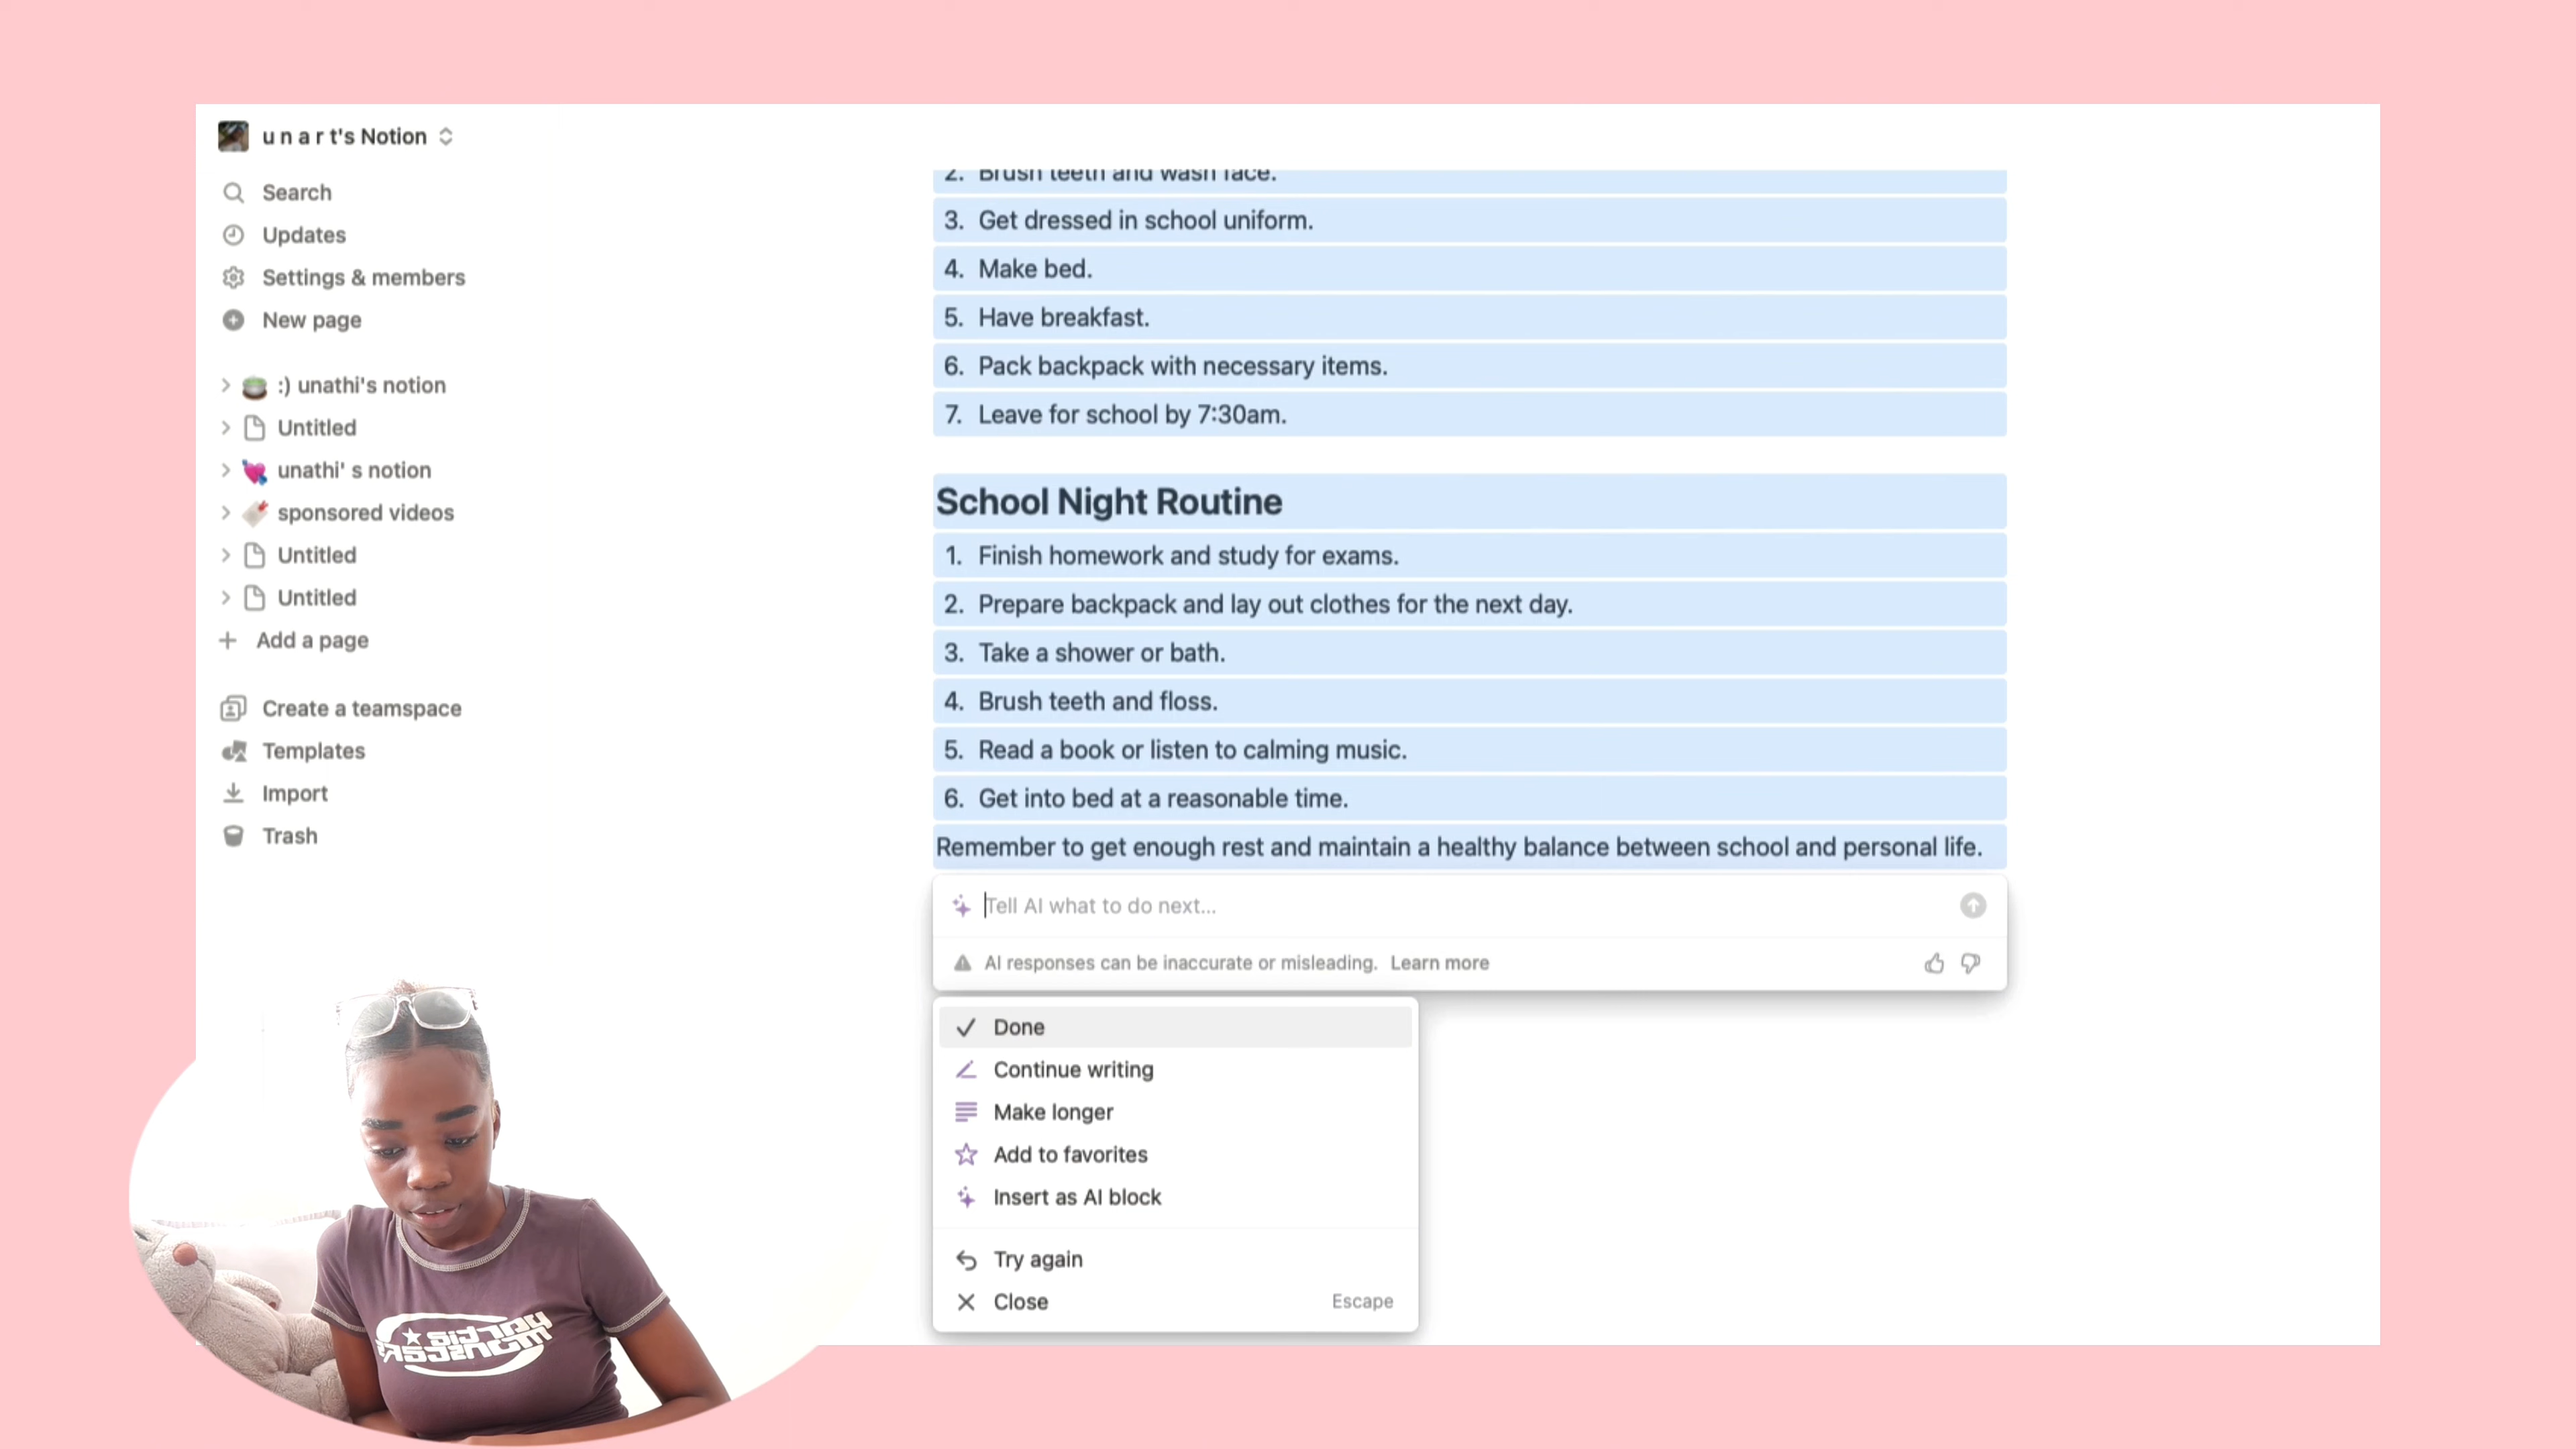 u n a r t's Notion
Search
Updates
Settings & members
New page
:) unathi's notion
Untitled
unathi' s notion
sponsored videos
Untitled
Untitled
Add a page
Create a teamspace
Templates
Import
Trash
2. Brush teeth and wash face.
3. Get dressed in school uniform.
4. Make bed.
5. Have breakfast.
6. Pack backpack with necessary items.
7. Leave for school by 7:30am.
School Night Routine
1. Finish homework and study for exams.
2. Prepare backpack and lay out clothes for the next day.
3. Take a shower or bath.
4. Brush teeth and floss.
5. Read a book or listen to calming music.
6. Get into bed at a reasonable time.
Remember to get enough rest and maintain a healthy balance between school and personal life.
Tell AI what to do next...
AI responses can be inaccurate or misleading. Learn more
Done
Continue writing
Make longer
Add to favorites
Insert as AI block
Try again
Close Escape